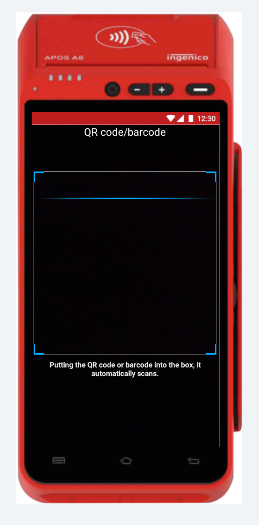 APOS A8
ingenico
12:30
QR code/barcode
Putting the QR code or barcode into the box, it
automatically scans.